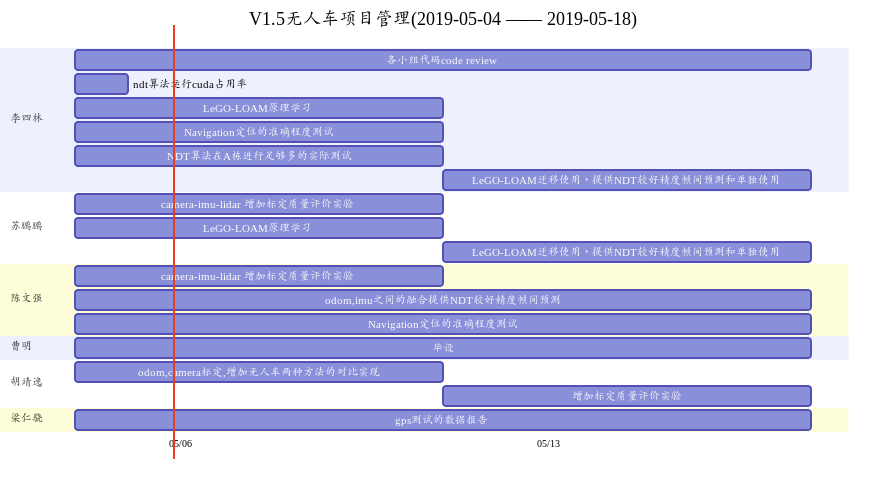 V1.5无人车项目管理(2019-05-04 —— 2019-05-18)
各小组代码code review
ndt算法运行cuda占用率
LeGO-LOAM原理学习
李四林
Navigation定位的准确程度测试
NDT算法在A栋进行足够多的实际测试
LeGO-LOAM迁移使用，提供NDT较好精度帧间预测和单独使用
camera-imu-lidar 增加标定质量评价实验
苏鹏鹏
LeGO-LOAM原理学习
LeGO-LOAM迁移使用，提供NDT较好精度帧间预测和单独使用
camera-imu-lidar 增加标定质量评价实验
陈文强
odom,imu之间的融合提供NDT较好精度帧间预测
Navigation定位的准确程度测试
曹明
毕设
odom,camera标定,增加无人车两种方法的对比实现
胡靖逸
增加标定质量评价实验
梁仁骁
gps测试的数据报告
05/06
05/13